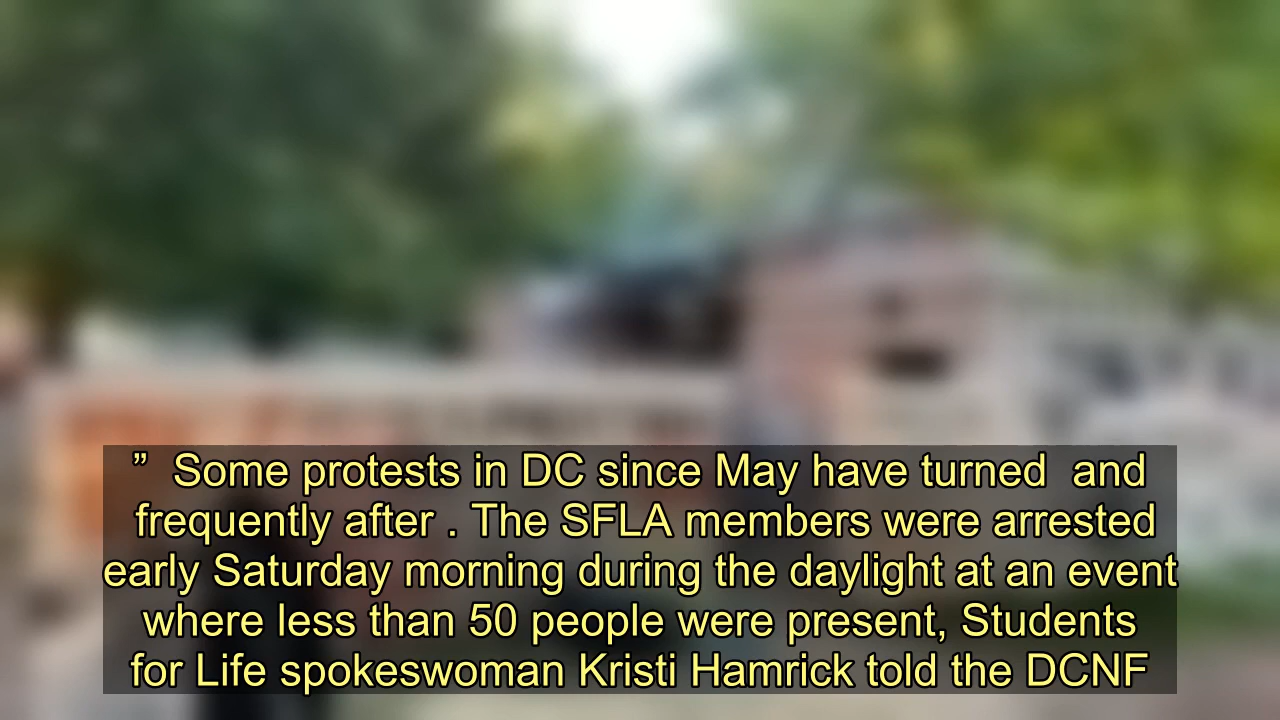 ”  Some protests in DC since May have turned  and
frequently after . The SFLA members were arrested
early Saturday morning during the daylight at an event
where less than 50 people were present, Students
for Life spokeswoman Kristi Hamrick told the DCNF